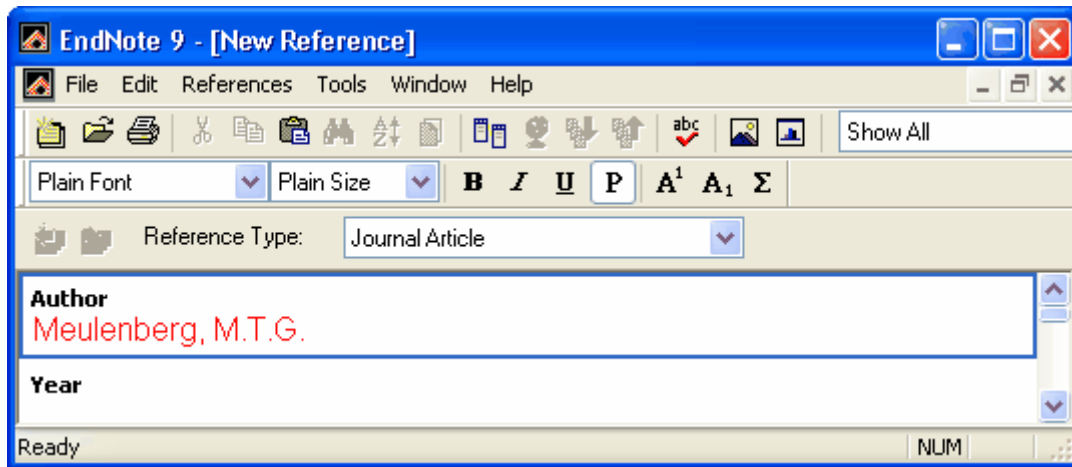 EndNote 9 - [New Reference]
File Edit References Tools Window Help
abc Show All
Plain Font Plain Size B I U P A¹ A₁ Σ
Reference Type: Journal Article
Author
Meulenberg, M.T.G.
Year
Ready NUM